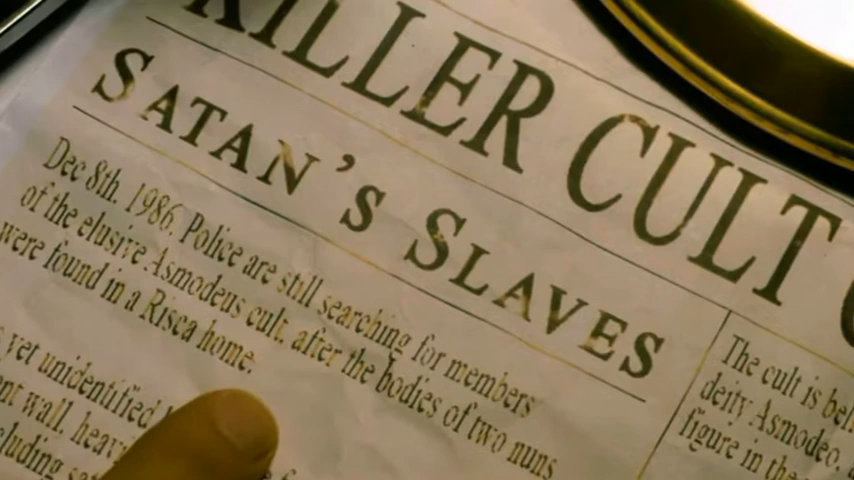 KILLER CULT
SATAN'S SLAVES
Dec 8th, 1986. Police are still searching for members
of the elusive Asmodeus cult, after the bodies of two nuns
were found in a Risca home.
yet unidentified
wall, 
The cult is
deity Asmodeo,
figure in the